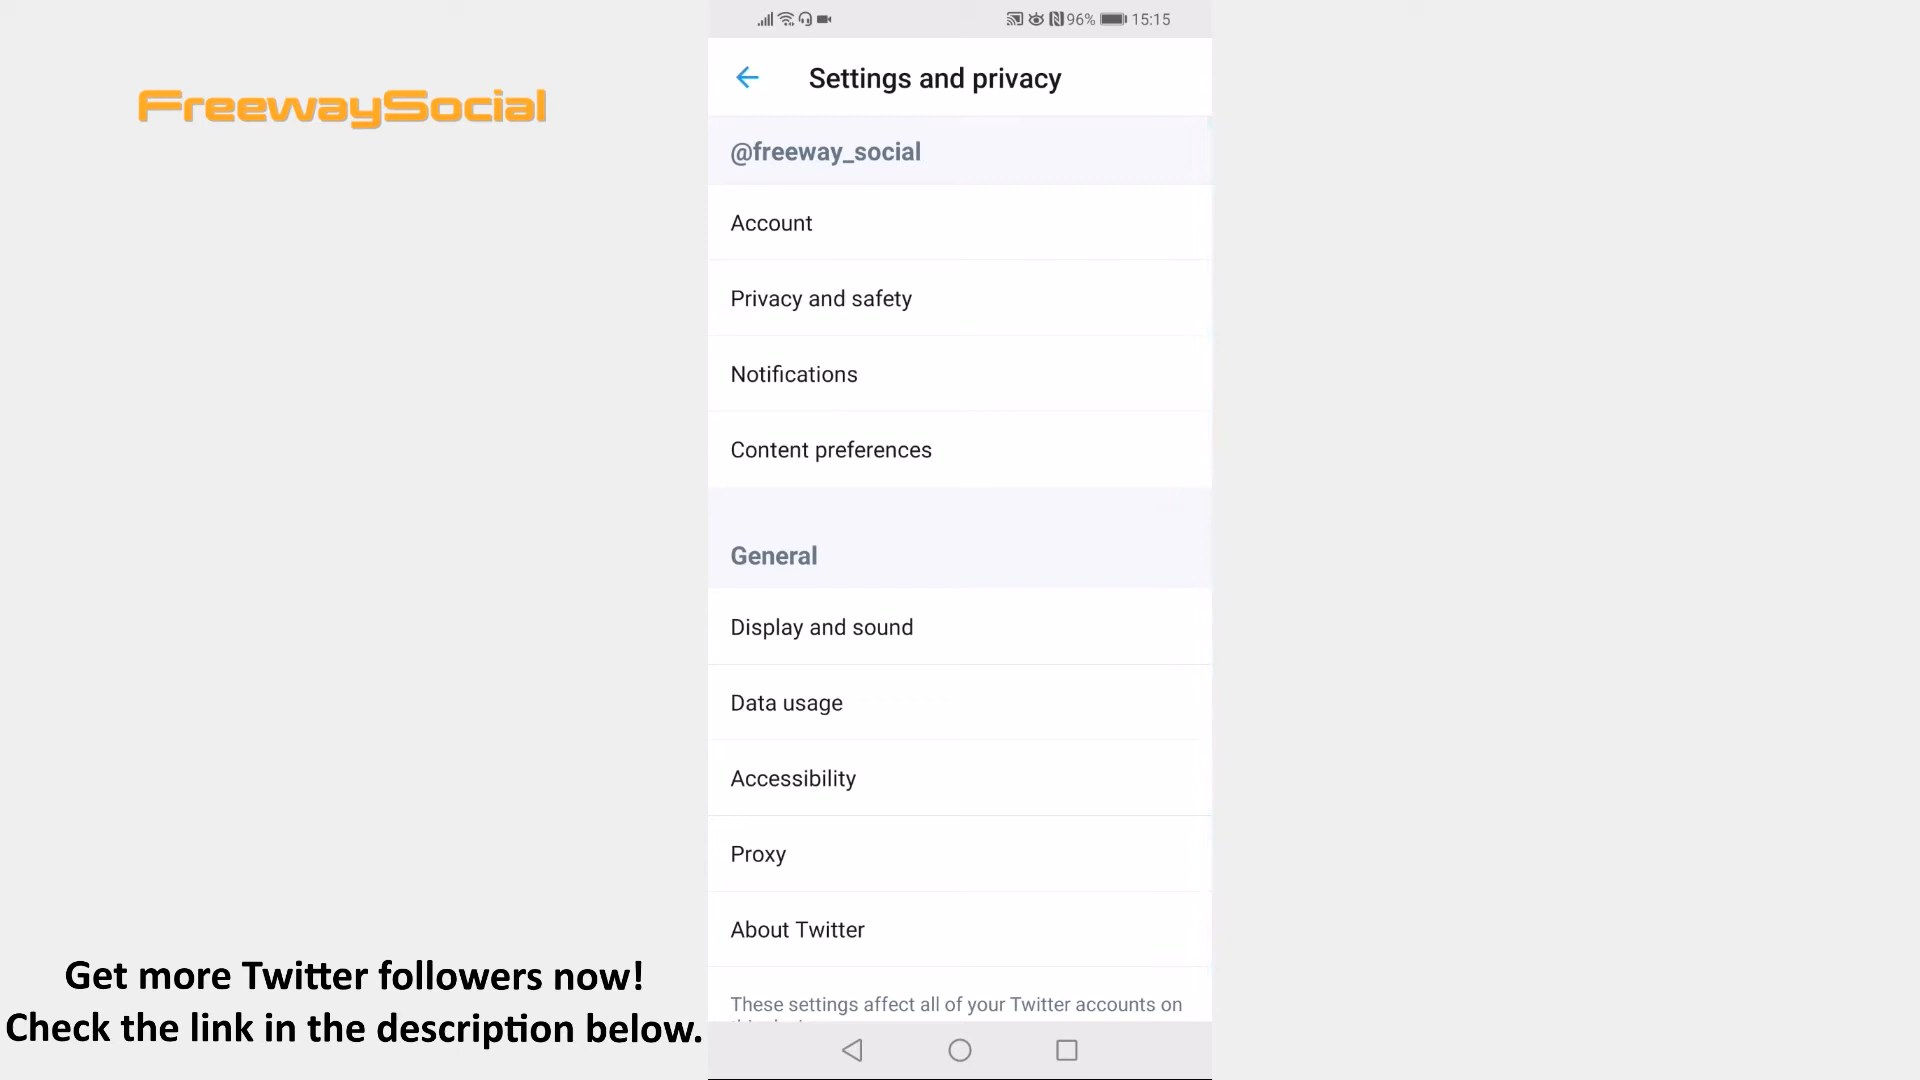 96% 15:15
FreewaySocial
Settings and privacy
@freeway_social
Account
Privacy and safety
Notifications
Content preferences
General
Display and sound
Data usage
Accessibility
Proxy
About Twitter
These settings affect all of your Twitter accounts on
Get more Twitter followers now!
Check the link in the description below.